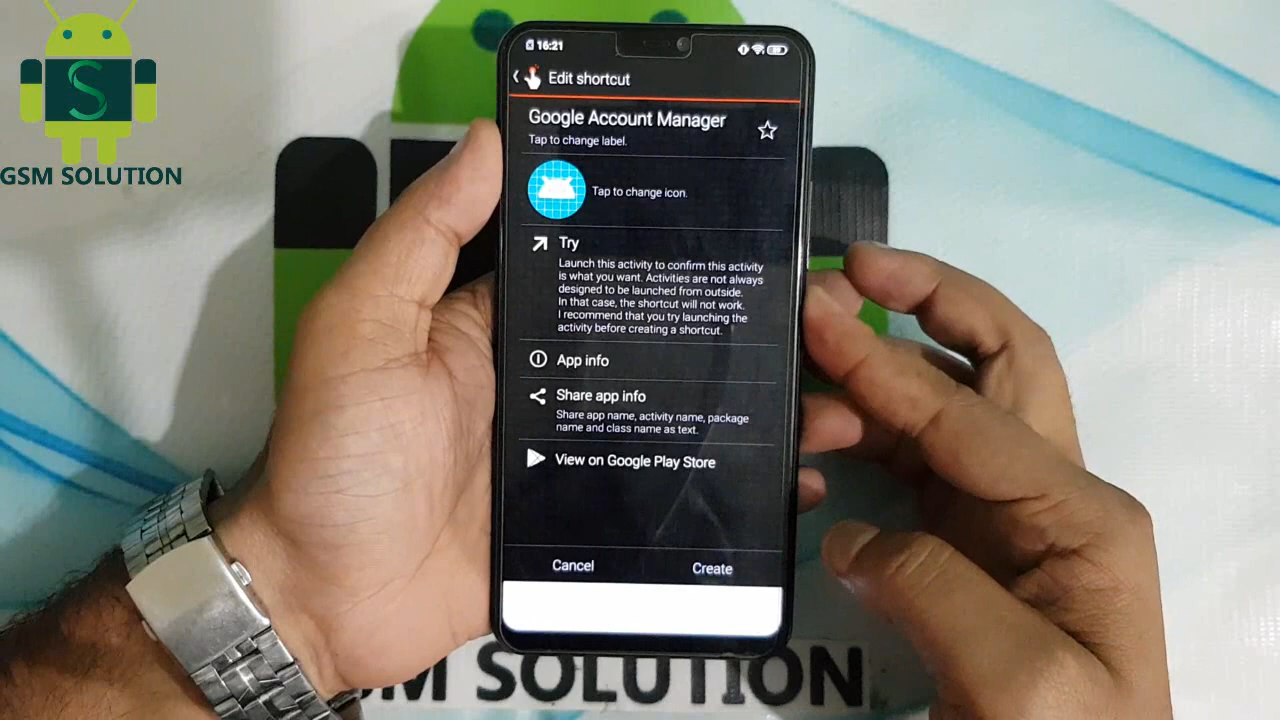 GSM SOLUTION
16:21
Edit shortcut
Google Account Manager
Tap to change label.
Tap to change icon.
Try
Launch this activity to confirm this activity
is what you want. Activities are not always
designed to be launched from outside.
In that case, the shortcut will not work.
I recommend that you try launching the
activity before creating a shortcut.
App info
Share app info
Share app name, activity name, package
name and class name as text.
View on Google Play Store
Cancel
Create
SM SOLUTION